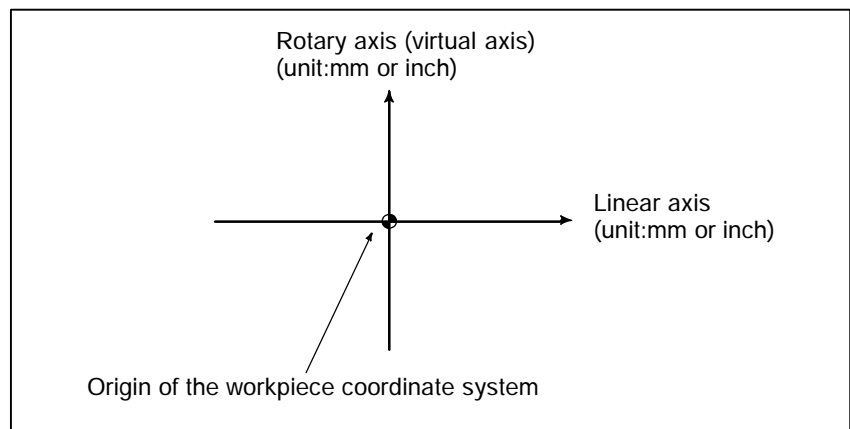 Rotary axis (virtual axis)
(unit:mm or inch)
Linear axis
(unit:mm or inch)
Origin of the workpiece coordinate system